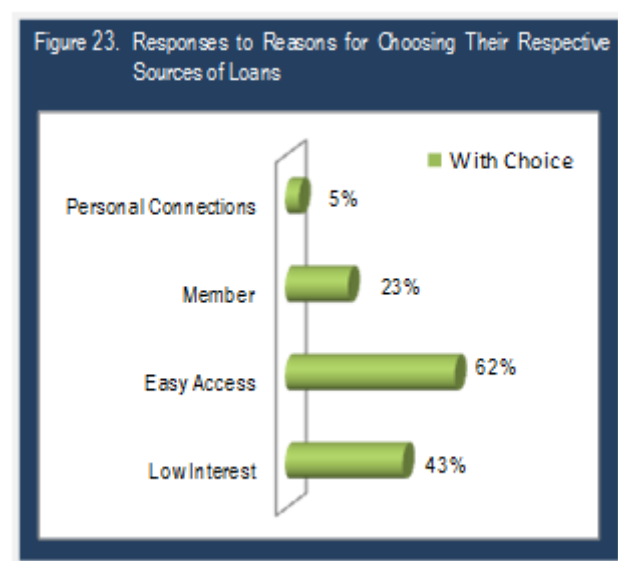 Figure 23. Responses to Reasons for Choosing Their Respective
Sources of Loans
With Choice
Personal Connections
5%
Member
23%
Easy Access
62%
Low Interest
43%